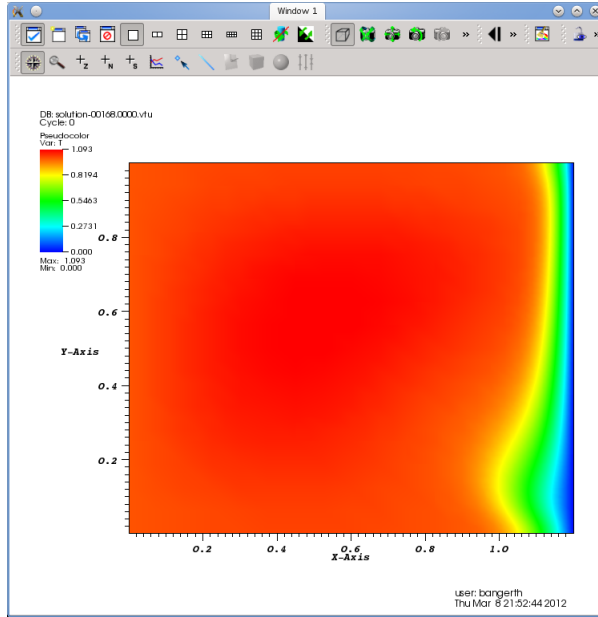 Window 1
»
»
»
DB: solution-00168.0000.vtu
Cycle: 0
Pseudocolor
Var: T
1.093
0.8194
0.5463
0.2731
0.000
Max: 1.093
Min: 0.000
0.8
0.6
Y-Axis
0.4
0.2
0.2 0.4 0.6 0.8 1.0
X-Axis
user: bangerth
Thu Mar 8 21:52:44 2012